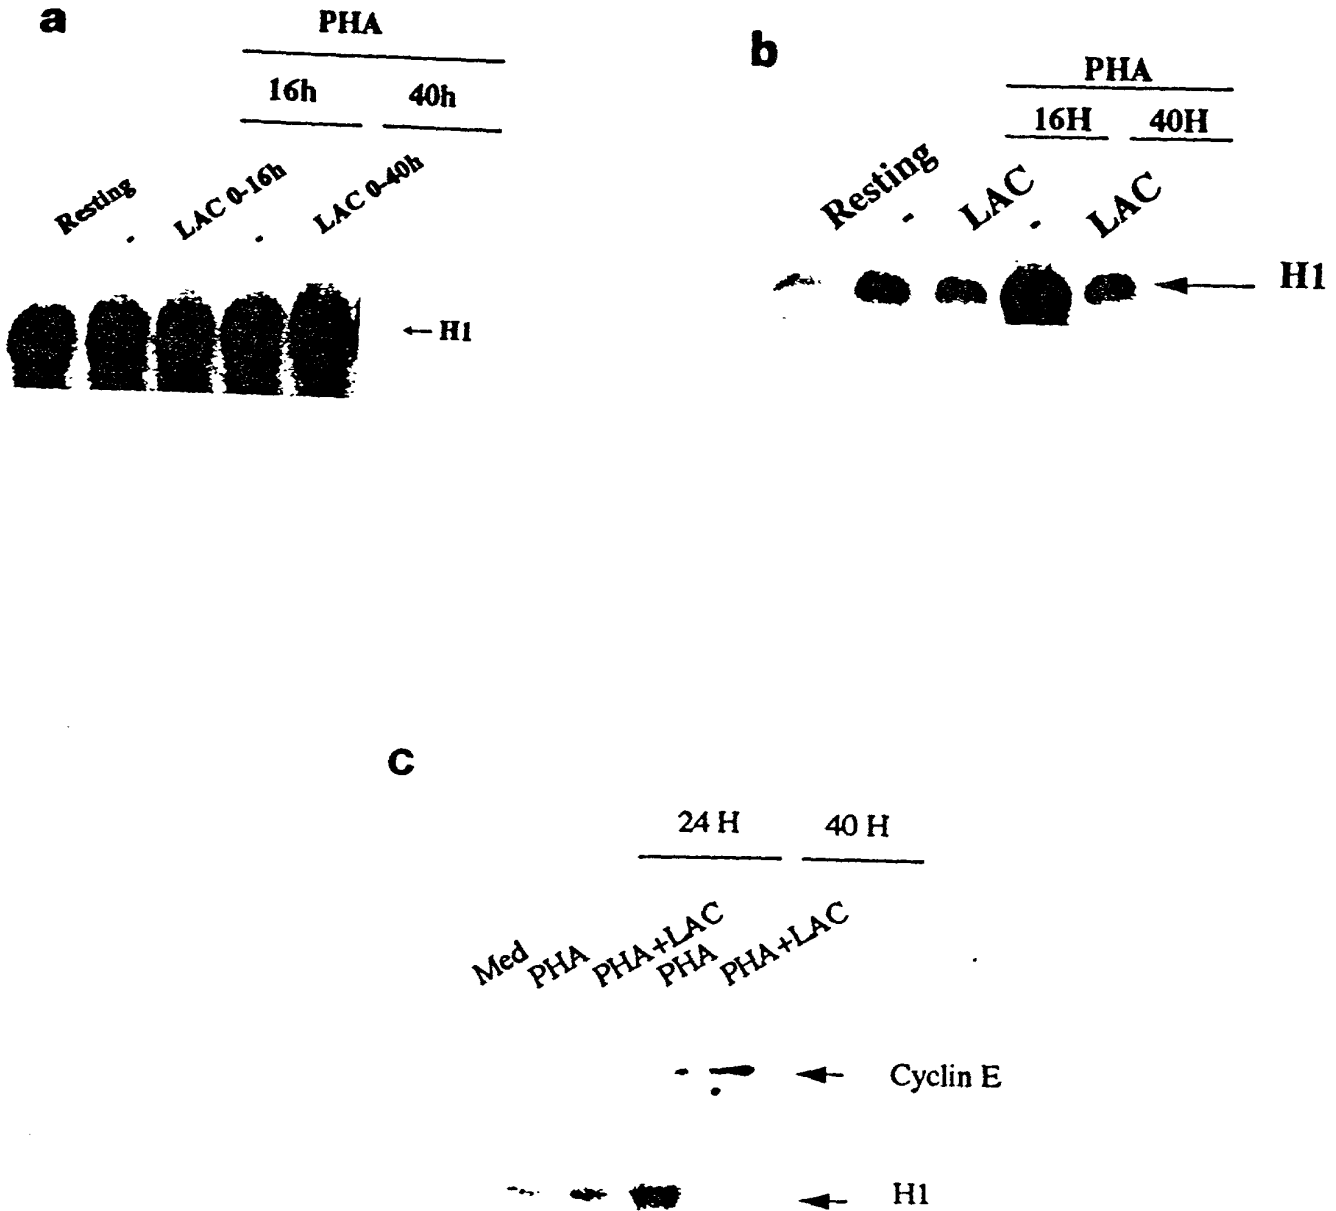 a
PHA
16h 40h
Resting - LAC 0-16h - LAC 0-40h
← H1
b
PHA
16H 40H
Resting - LAC - LAC
H1
c
24 H 40 H
Med PHA PHA+LAC PHA PHA+LAC
Cyclin E
H1